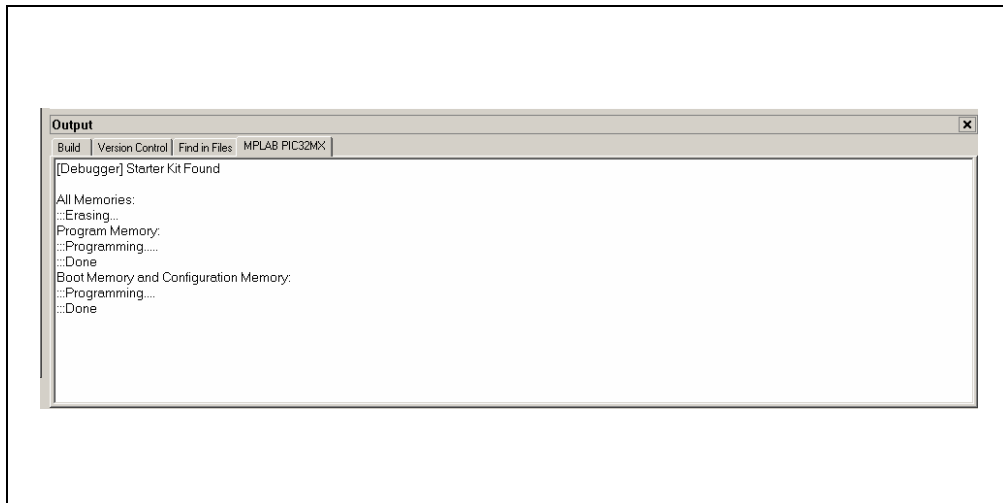 Output
Build Version Control Find in Files MPLAB PIC32MX
[Debugger] Starter Kit Found
All Memories:
:::Erasing...
Program Memory:
:::Programming.....
:::Done
Boot Memory and Configuration Memory:
:::Programming....
:::Done